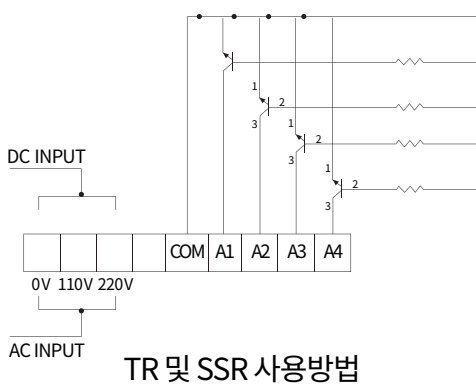 1
2
3
1
2
3
1
2
3
DC INPUT
COM A1 A2 A3 A4
0V 110V 220V
AC INPUT
TR 및 SSR 사용방법